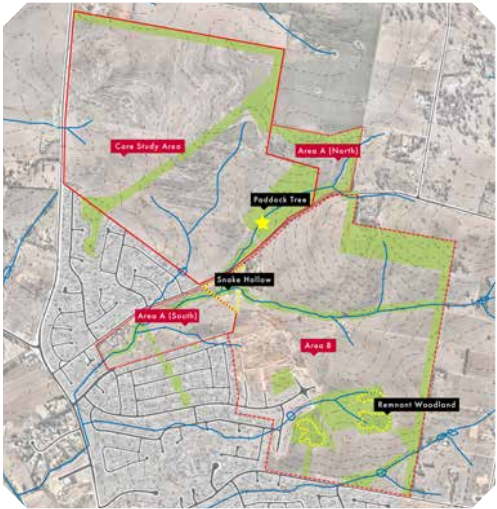 Core Study Area
Area A (North)
Paddock Tree
Snake Hollow
Area A (South)
Area B
Remnant Woodland